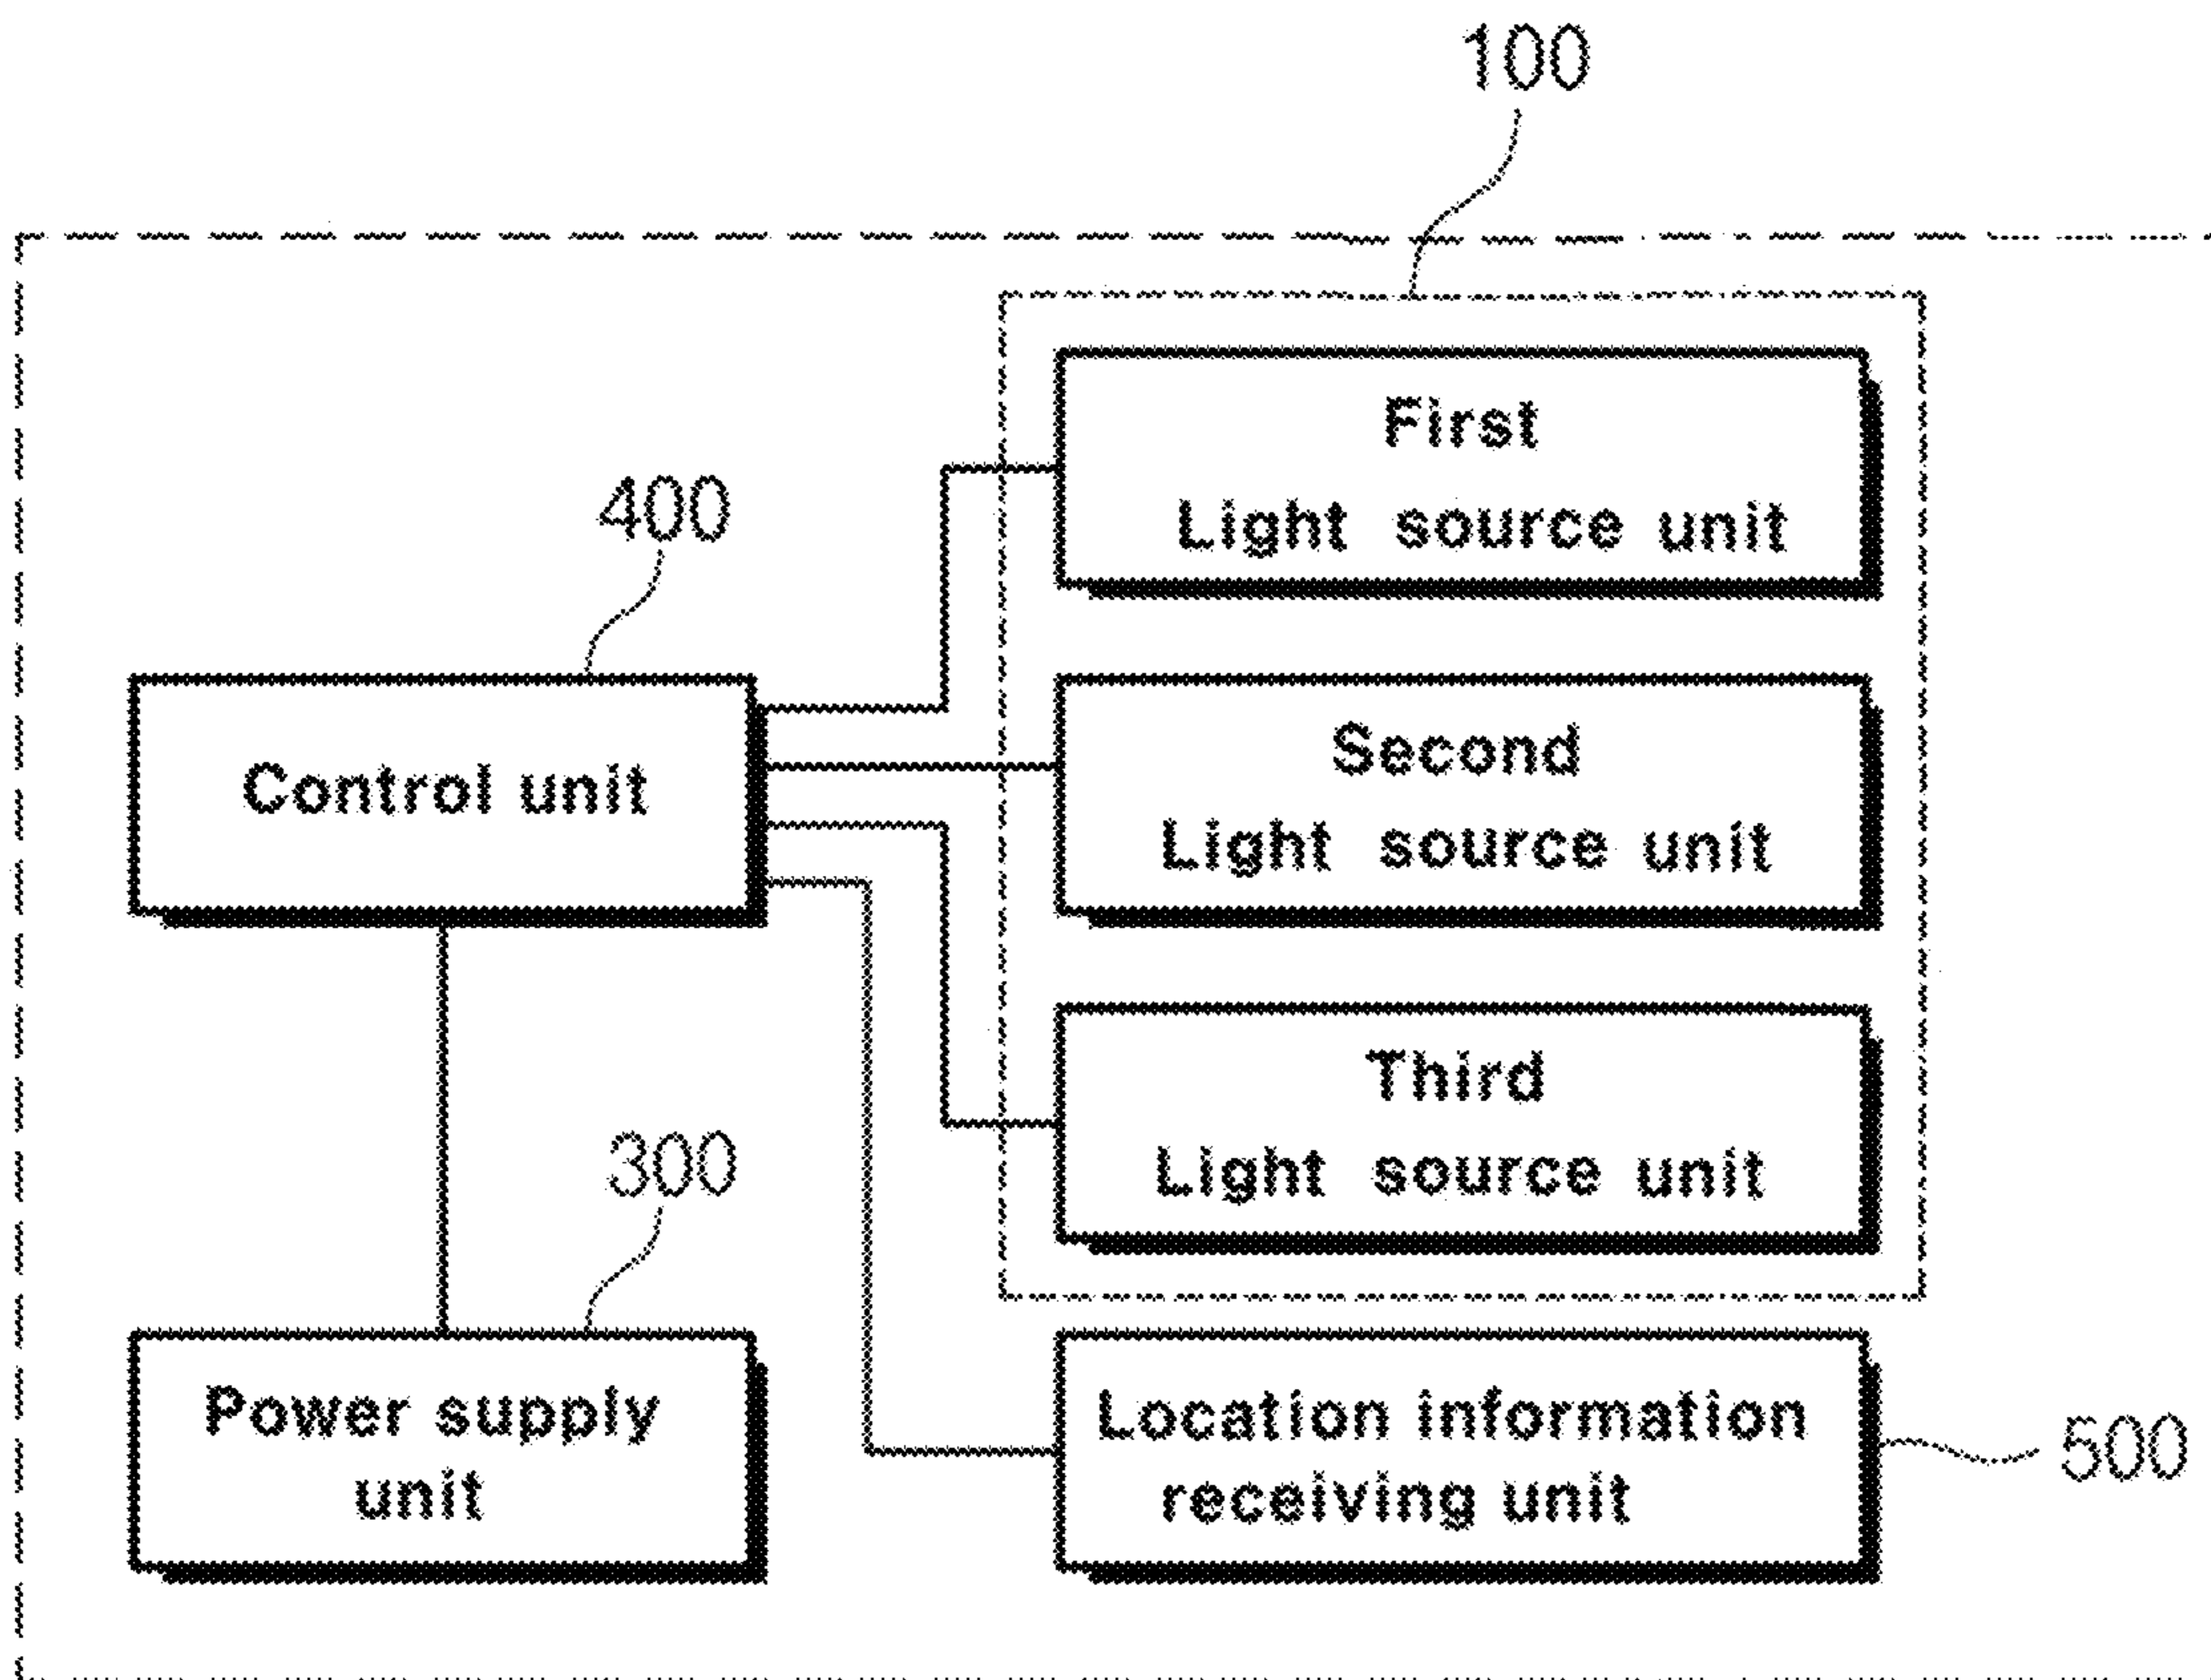 100
First
Light source unit
400
Control unit
Second
Light source unit
Third
Light source unit
300
Power supply
unit
Location information
receiving unit
500